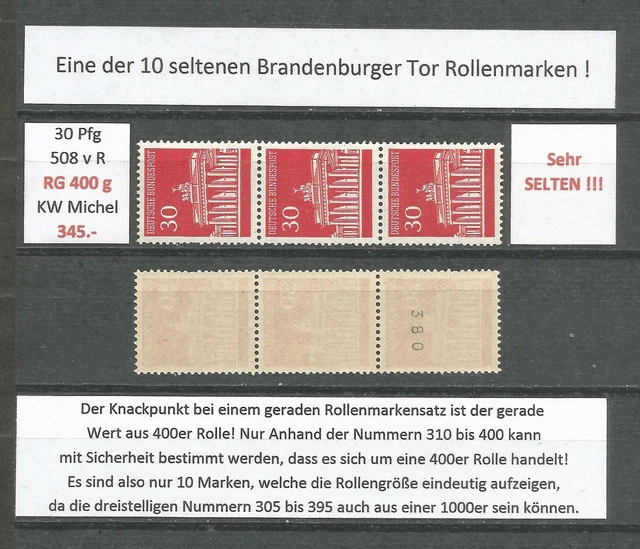 Eine der 10 seltenen Brandenburger Tor Rollenmarken !
30 Pfg
508 v R
RG 400 g
KW Michel
345.-
DEUTSCHE BUNDESPOST
30
DEUTSCHE BUNDESPOST
30
DEUTSCHE BUNDESPOST
30
Sehr
SELTEN !!!
380
Der Knackpunkt bei einem geraden Rollenmarkensatz ist der gerade
Wert aus 400er Rolle! Nur Anhand der Nummern 310 bis 400 kann
mit Sicherheit bestimmt werden, dass es sich um eine 400er Rolle handelt!
Es sind also nur 10 Marken, welche die Rollengröße eindeutig aufzeigen,
da die dreistelligen Nummern 305 bis 395 auch aus einer 1000er sein können.